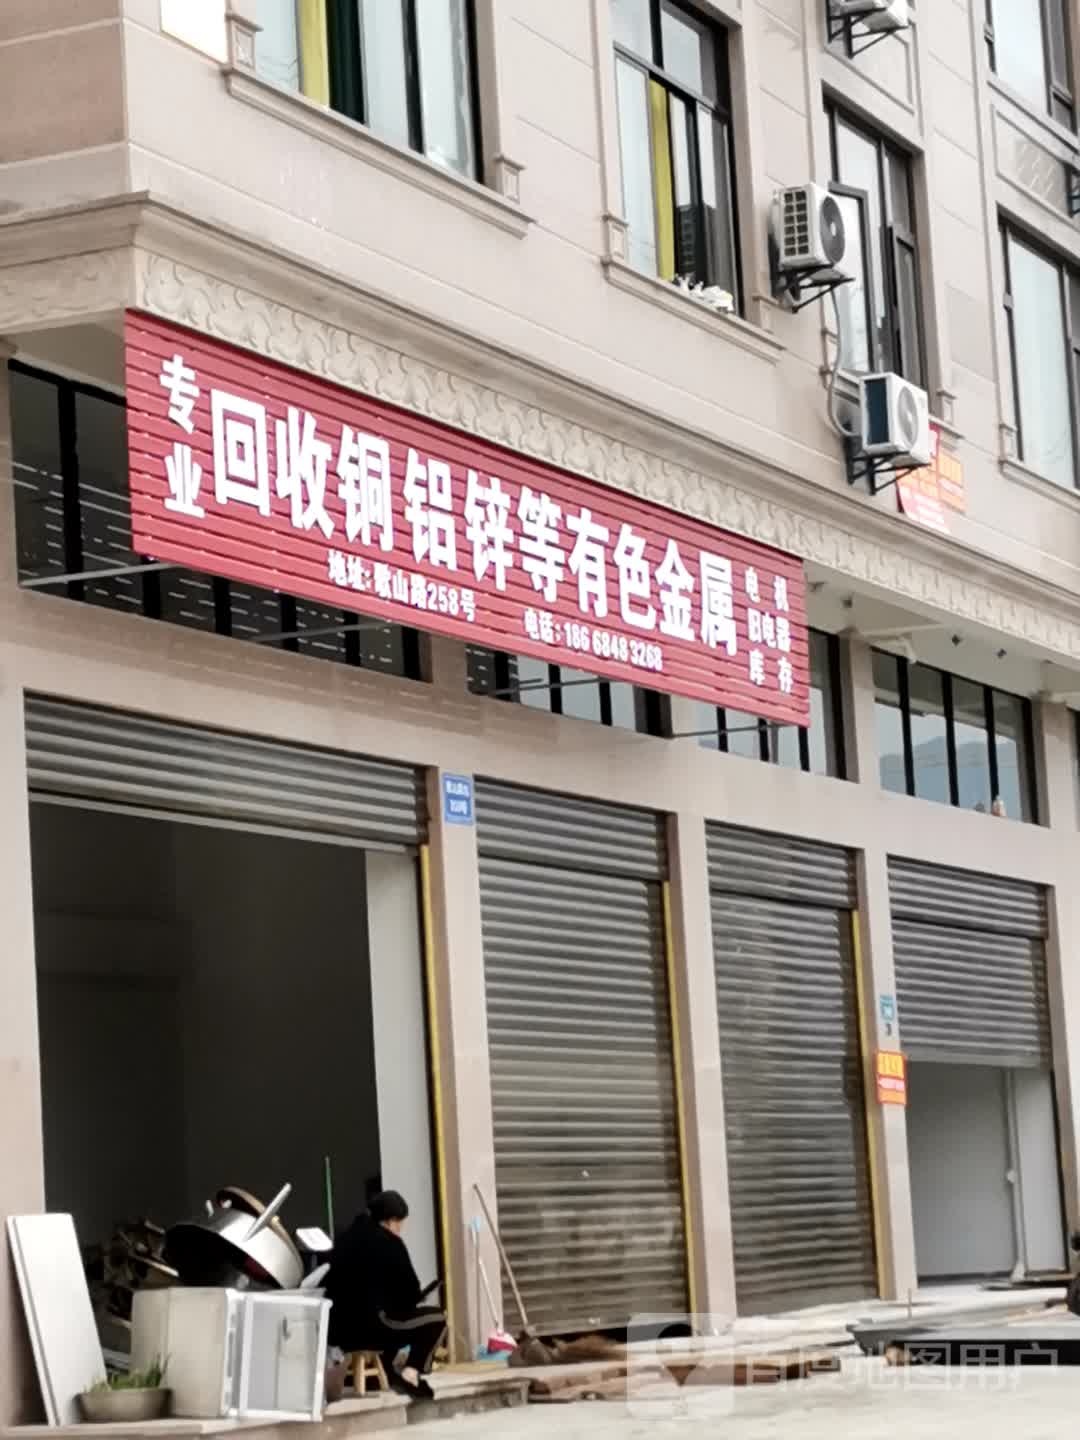 专业
回收铜铝锌等有色金属
电机
旧电器
库存
地址:歇山路258号
电话:186 6848 3268
百度地图用户